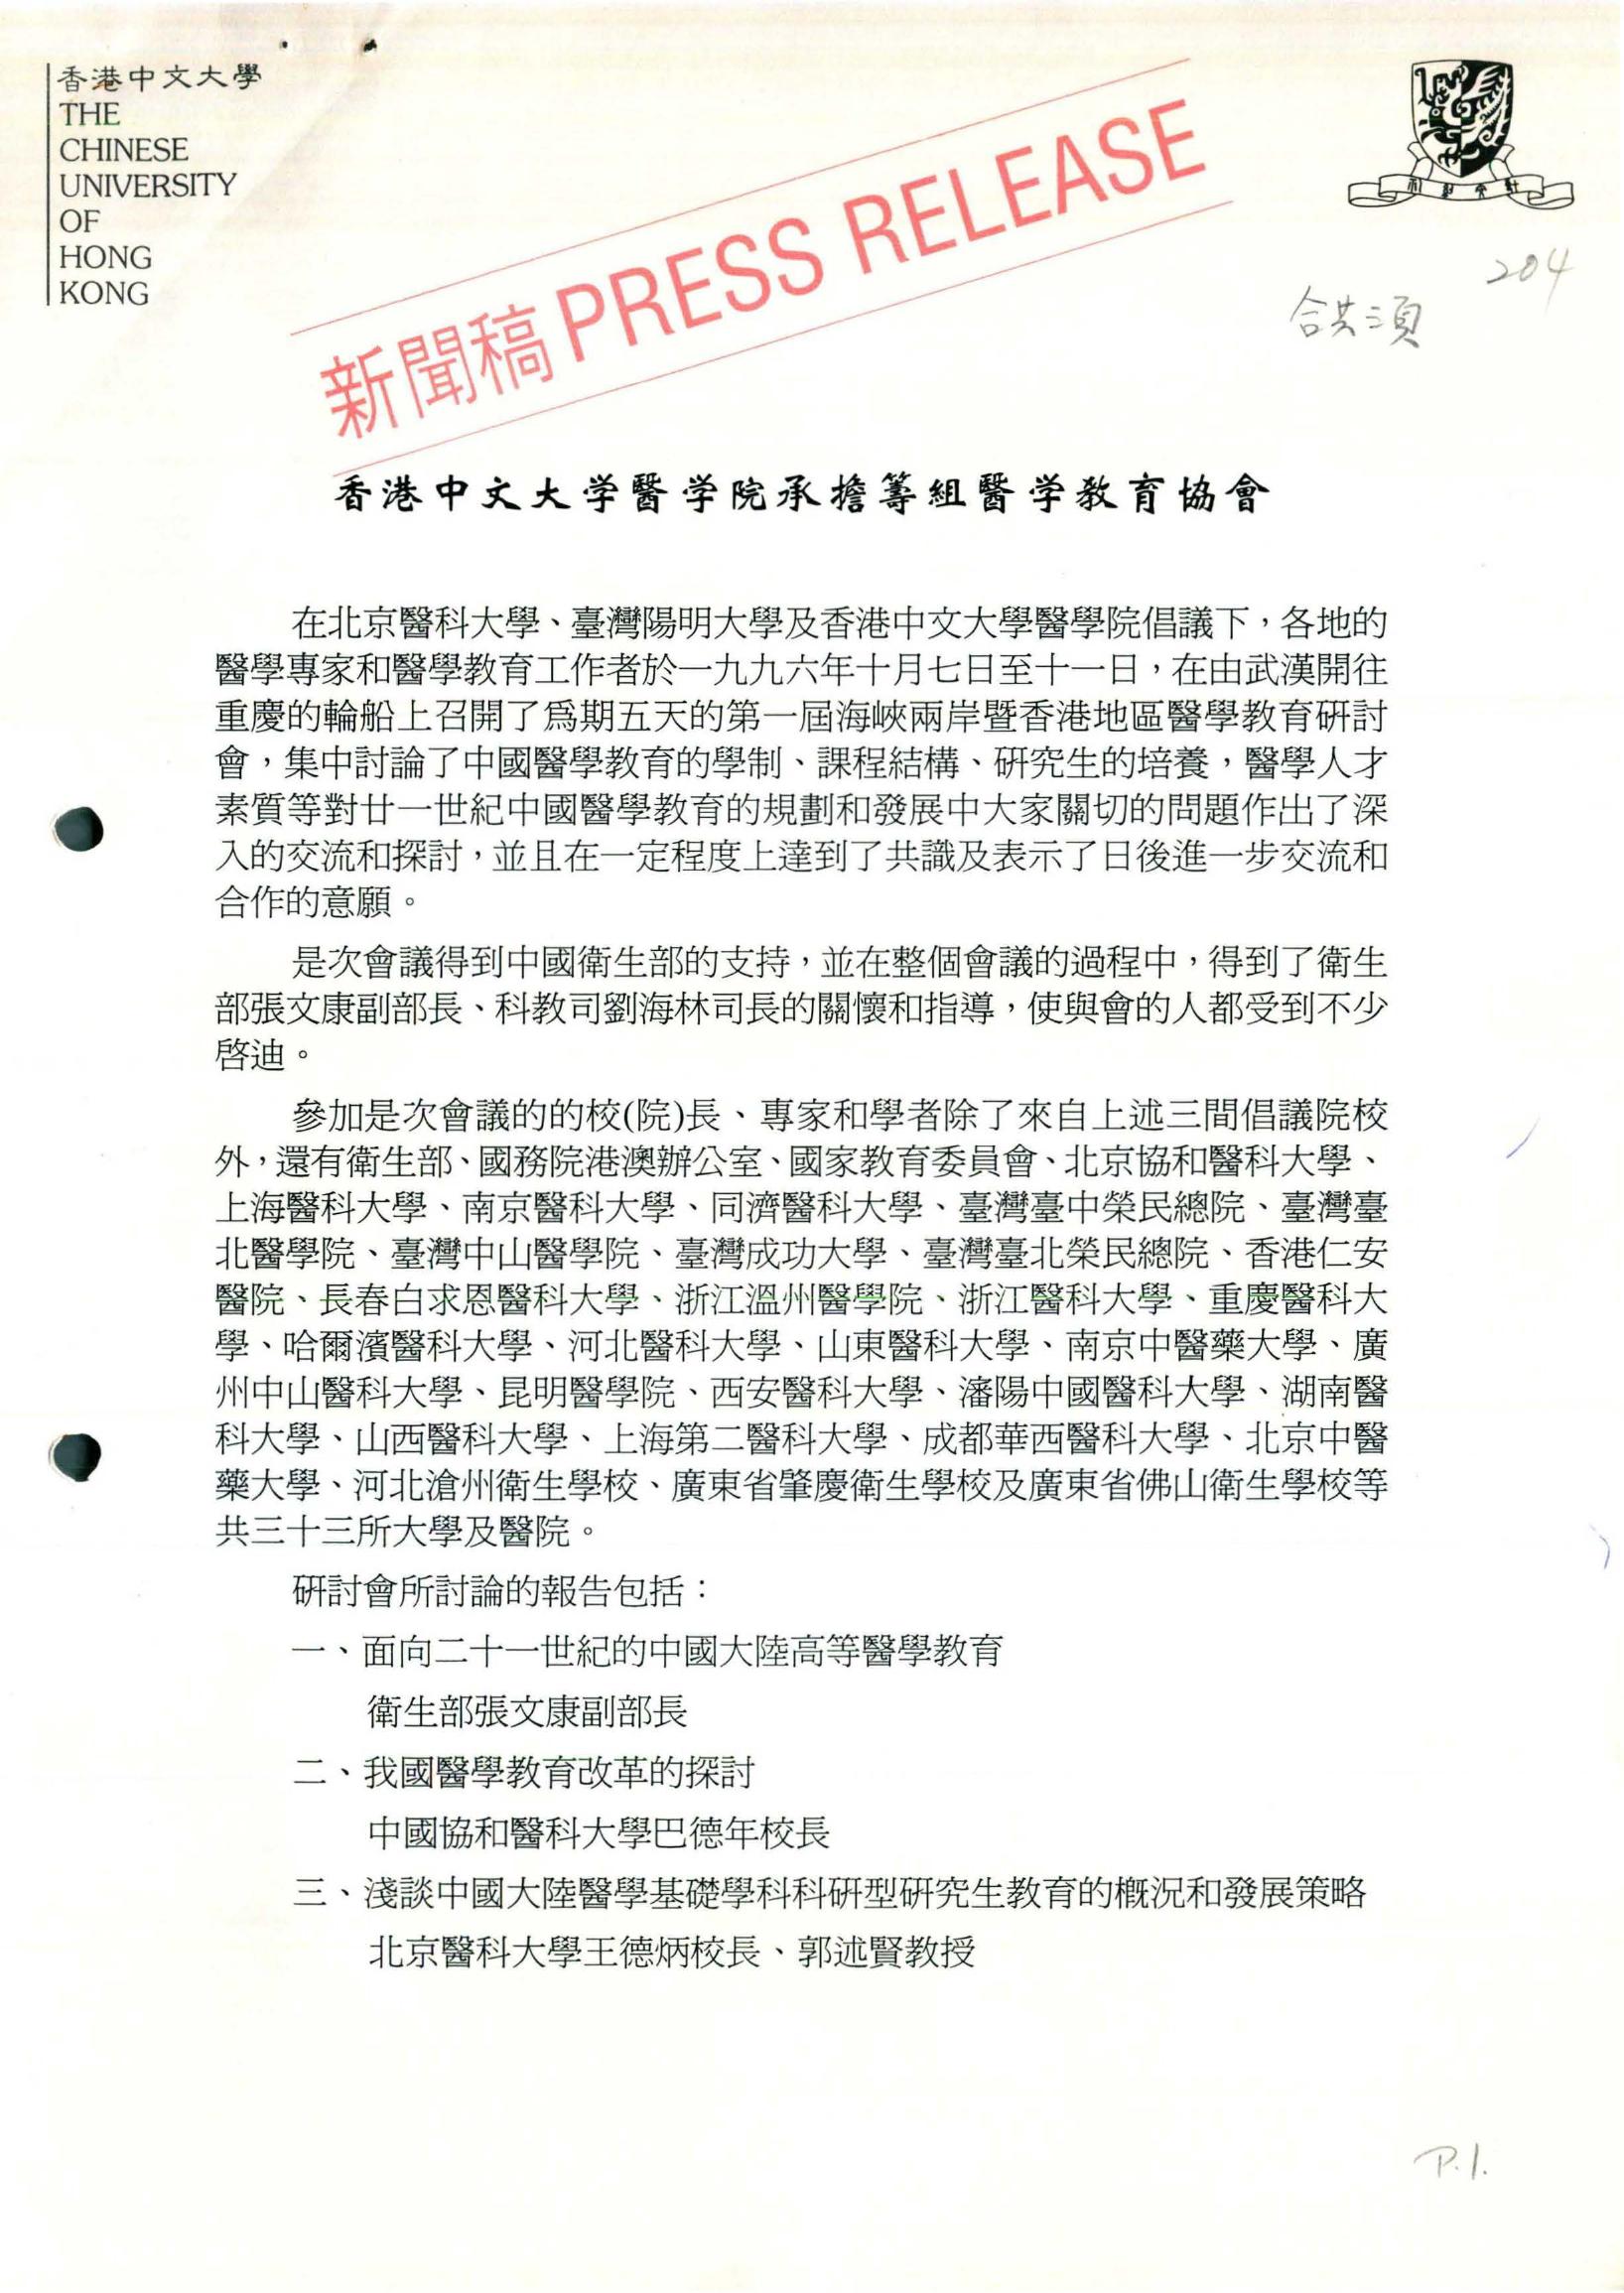 香港中文大學
THE
CHINESE
UNIVERSITY
OF
HONG
KONG
新聞稿 PRESS RELEASE
204
合共三頁
香港中文大学醫学院承擔等組醫学教育協會
在北京醫科大學、臺灣陽明大學及香港中文大學醫學院倡議下，各地的
醫學專家和醫學教育工作者於一九九六年十月七日至十一日，在由武漢開往
重慶的輪船上召開了爲期五天的第一屆海峽兩岸暨香港地區醫學教育研討
會，集中討論了中國醫學教育的學制、課程結構、研究生的培養，醫學人才
素質等對廿一世紀中國醫學教育的規劃和發展中大家關切的問題作出了深
入的交流和探討，並且在一定程度上達到了共識及表示了日後進一步交流和
合作的意願。
是次會議得到中國衛生部的支持，並在整個會議的過程中，得到了衛生
部張文康副部長、科教司劉海林司長的關懷和指導，使與會的人都受到不少
啓迪。
參加是次會議的的校(院)長、專家和學者除了來自上述三間倡議院校
外，還有衛生部、國務院港澳辦公室、國家教育委員會、北京協和醫科大學、
上海醫科大學、南京醫科大學、同濟醫科大學、臺灣臺中榮民總院、臺灣臺
北醫學院、臺灣中山醫學院、臺灣成功大學、臺灣臺北榮民總院、香港仁安
醫院、長春白求恩醫科大學、浙江溫州醫學院、浙江醫科大學、重慶醫科大
學、哈爾濱醫科大學、河北醫科大學、山東醫科大學、南京中醫藥大學、廣
州中山醫科大學、昆明醫學院、西安醫科大學、瀋陽中國醫科大學、湖南醫
科大學、山西醫科大學、上海第二醫科大學、成都華西醫科大學、北京中醫
藥大學、河北滄州衛生學校、廣東省肇慶衛生學校及廣東省佛山衛生學校等
共三十三所大學及醫院。
研討會所討論的報告包括：
一、面向二十一世紀的中國大陸高等醫學教育
衛生部張文康副部長
二、我國醫學教育改革的探討
中國協和醫科大學巴德年校長
三、淺談中國大陸醫學基礎學科科研型研究生教育的概況和發展策略
北京醫科大學王德炳校長、郭述賢教授
P.1.